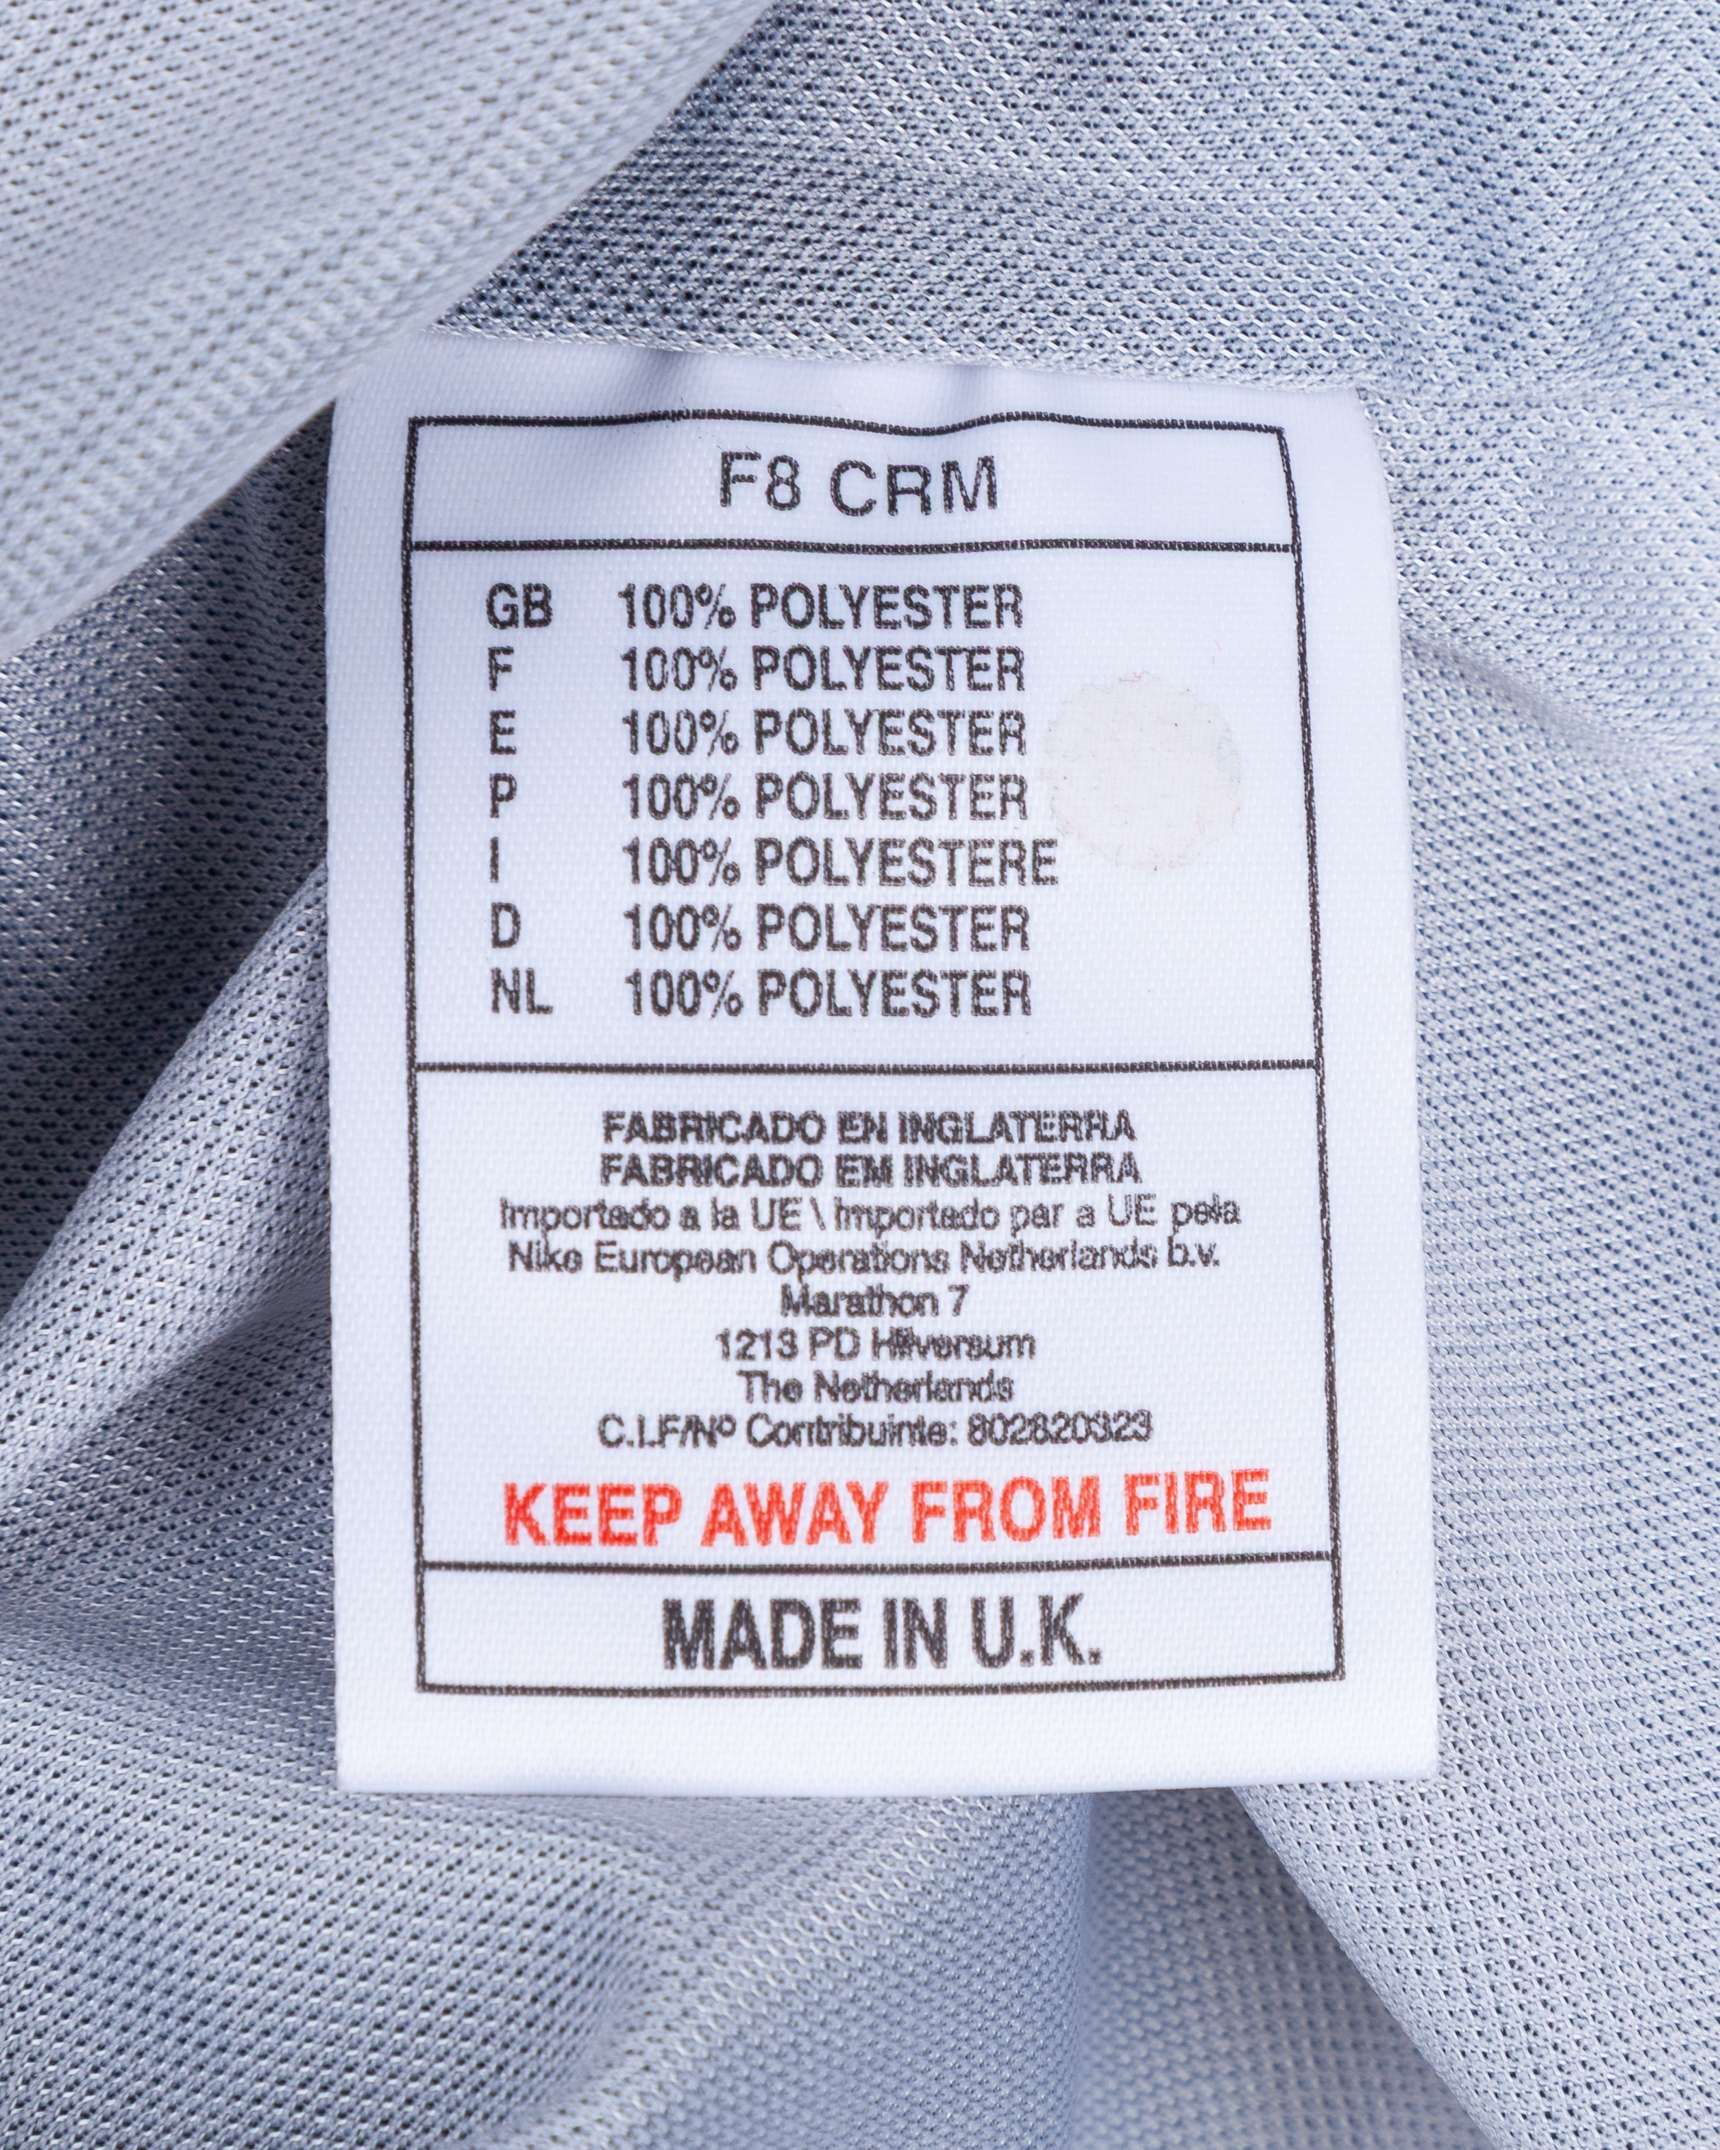 F8 CRM
GB 100% POLYESTER
F 100% POLYESTER
E 100% POLYESTER
P 100% POLYESTER
I 100% POLYESTERE
D 100% POLYESTER
NL 100% POLYESTER
FABRICADO EN INGLATERRA
FABRICADO EM INGLATERRA
Importado a la UE \ Importado par a UE pela
Nike European Operations Netherlands b.v.
Marathon 7
1213 PD Hilversum
The Netherlands
C.I.F/Nº Contribuinte: 802820323
KEEP AWAY FROM FIRE
MADE IN U.K.